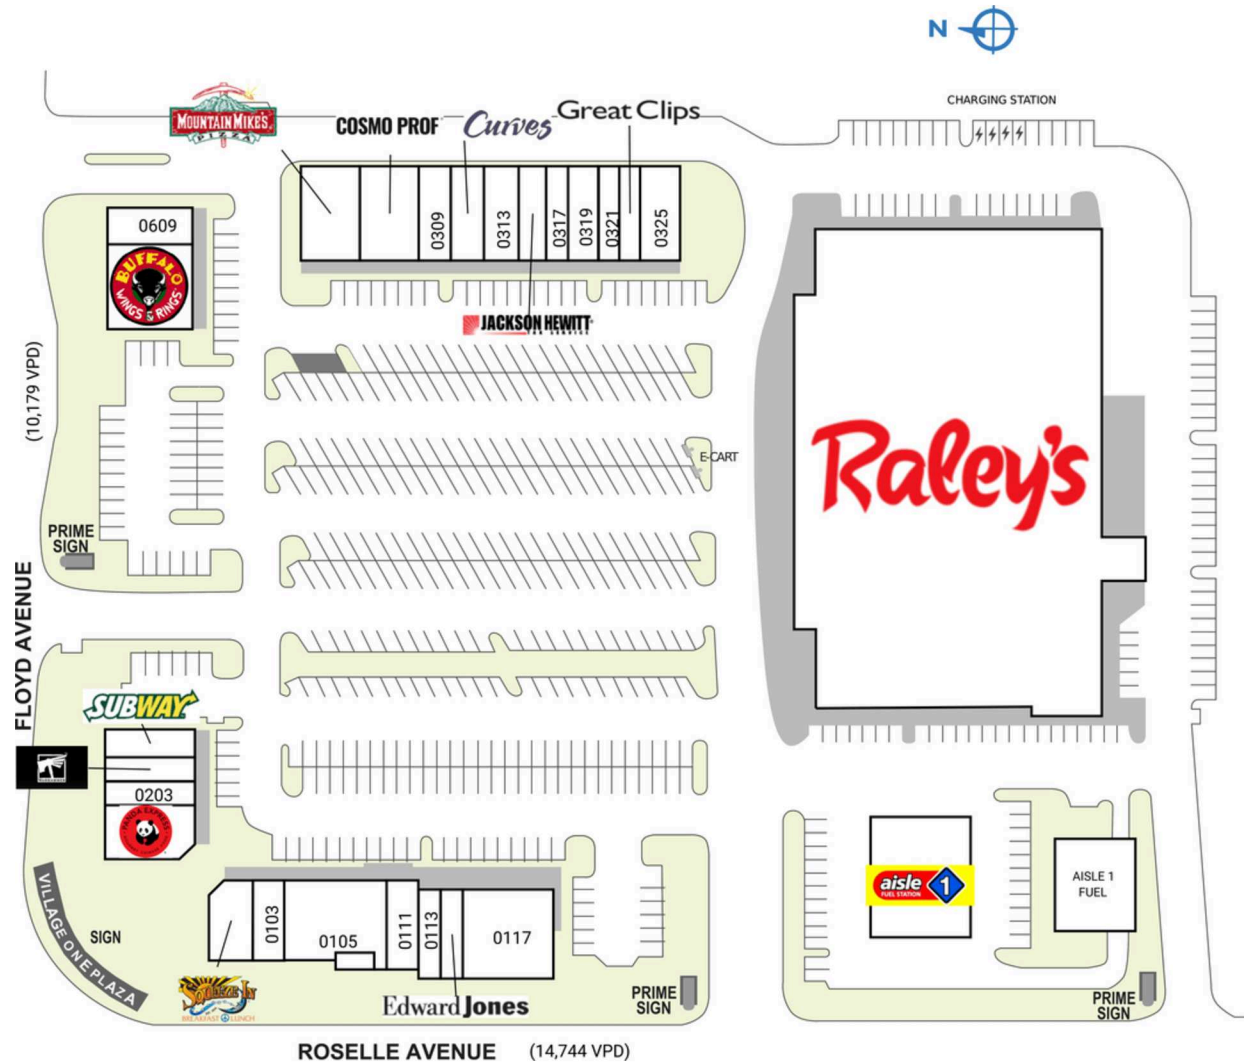 N
CHARGING STATION
MOUNTAIN MIKE'S
PIZZA
COSMO PROF
Curves
Great Clips
0609
BUFFALO
WINGS & RINGS
0309
0313
0317
0319
0321
0325
JACKSON HEWITT
TAX SERVICE
(10,179 VPD)
E-CART
Raley's
PRIME
SIGN
FLOYD AVENUE
SUBWAY
0203
PANDA EXPRESS
VILLAGE ONE PLAZA
SIGN
0103
0105
0111
0113
0117
aisle 1
FUEL STATION
AISLE 1
FUEL
Squeeze In
BREAKFAST LUNCH
Edward Jones
PRIME
SIGN
PRIME
SIGN
ROSELLE AVENUE (14,744 VPD)